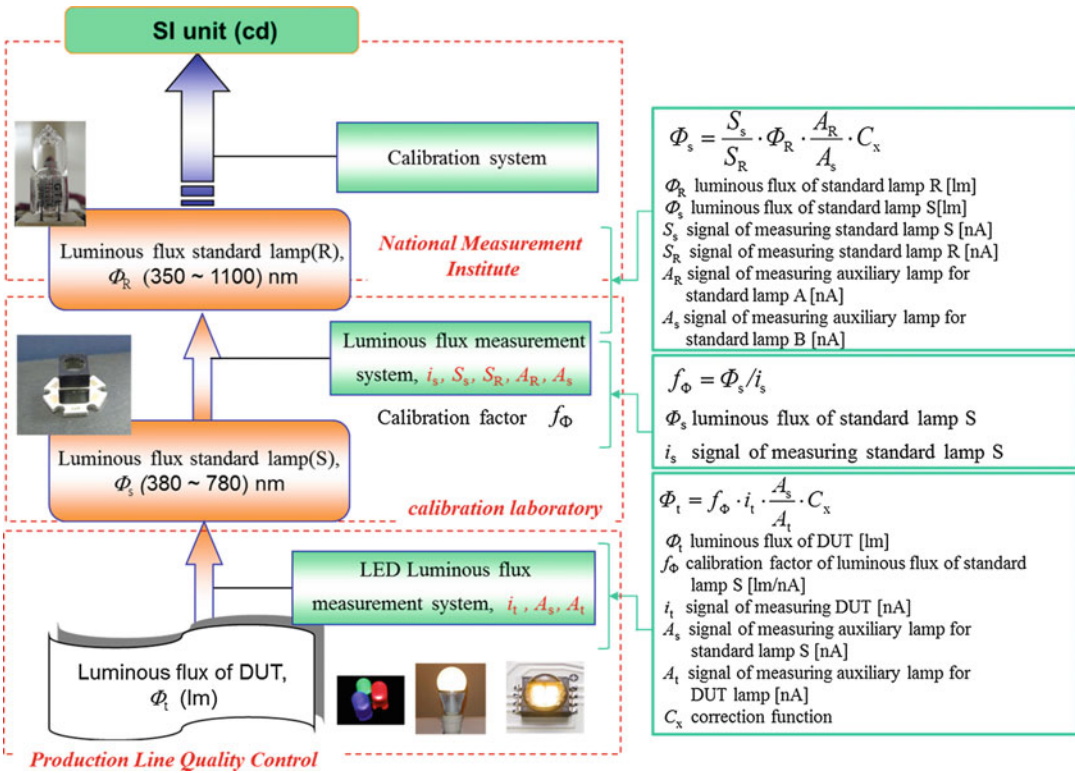 SI unit (cd)
Calibration system
Luminous flux standard lamp(R),
Φ_R (350 ~ 1100) nm
National Measurement
Institute
Luminous flux measurement
system, i_s, S_s, S_R, A_R, A_s
Calibration factor f_Φ
Luminous flux standard lamp(S),
Φ_s (380 ~ 780) nm
calibration laboratory
LED Luminous flux
measurement system, i_t , A_s, A_t
Luminous flux of DUT,
Φ_t (lm)
Production Line Quality Control
Φ_s = S_s/S_R · Φ_R · A_R/A_s · C_x
Φ_R luminous flux of standard lamp R [lm]
Φ_s luminous flux of standard lamp S[lm]
S_s signal of measuring standard lamp S [nA]
S_R signal of measuring standard lamp R [nA]
A_R signal of measuring auxiliary lamp for
standard lamp A [nA]
A_s signal of measuring auxiliary lamp for
standard lamp B [nA]
f_Φ = Φ_s/i_s
Φ_s luminous flux of standard lamp S
i_s signal of measuring standard lamp S
Φ_t = f_Φ · i_t · A_s/A_t · C_x
Φ_t luminous flux of DUT [lm]
f_Φ calibration factor of luminous flux of standard
lamp S [lm/nA]
i_t signal of measuring DUT [nA]
A_s signal of measuring auxiliary lamp for
standard lamp S [nA]
A_t signal of measuring auxiliary lamp for
DUT lamp [nA]
C_x correction function